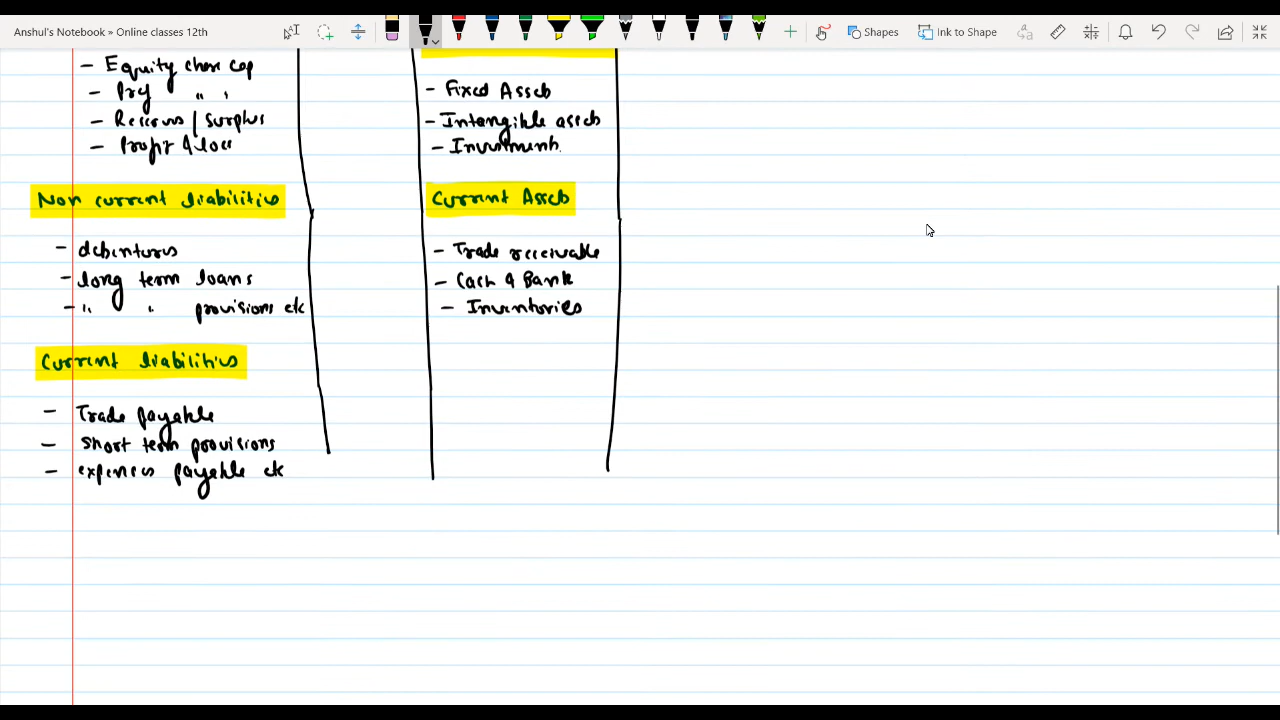 Anshul's Notebook » Online classes 12th
Shapes
Ink to Shape
- Equity share cap
- Pref " "
- Reserves / Surplus
- Profit & loss
Non current liabilities
- debentures
- long term loans
- " " provisions etc
Current liabilities
- Trade payable
- Short term provisions
- expenses payable etc
- Fixed Assets
- Intangible assets
- Investments
Current Assets
- Trade receivable
- Cash & Bank
- Inventories